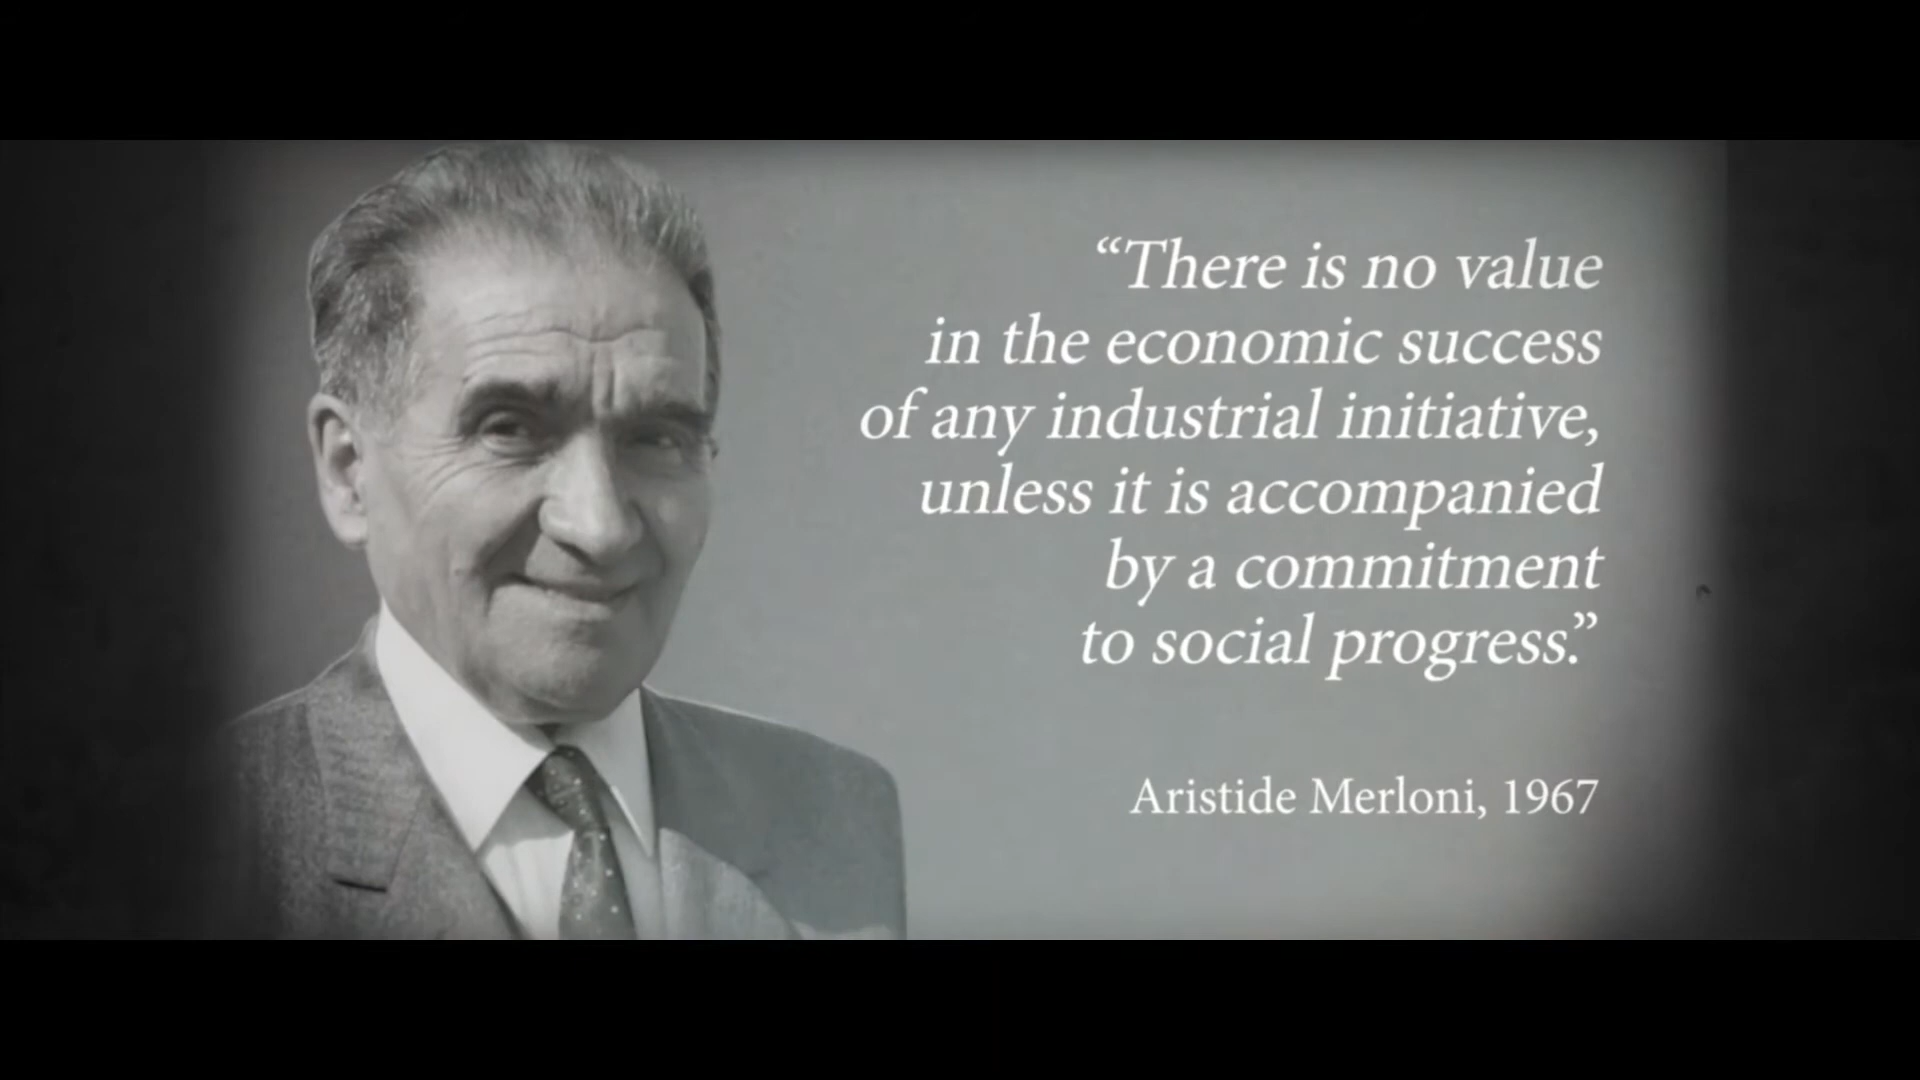 “There is no value
in the economic success
of any industrial initiative,
unless it is accompanied
by a commitment
to social progress.”
Aristide Merloni, 1967